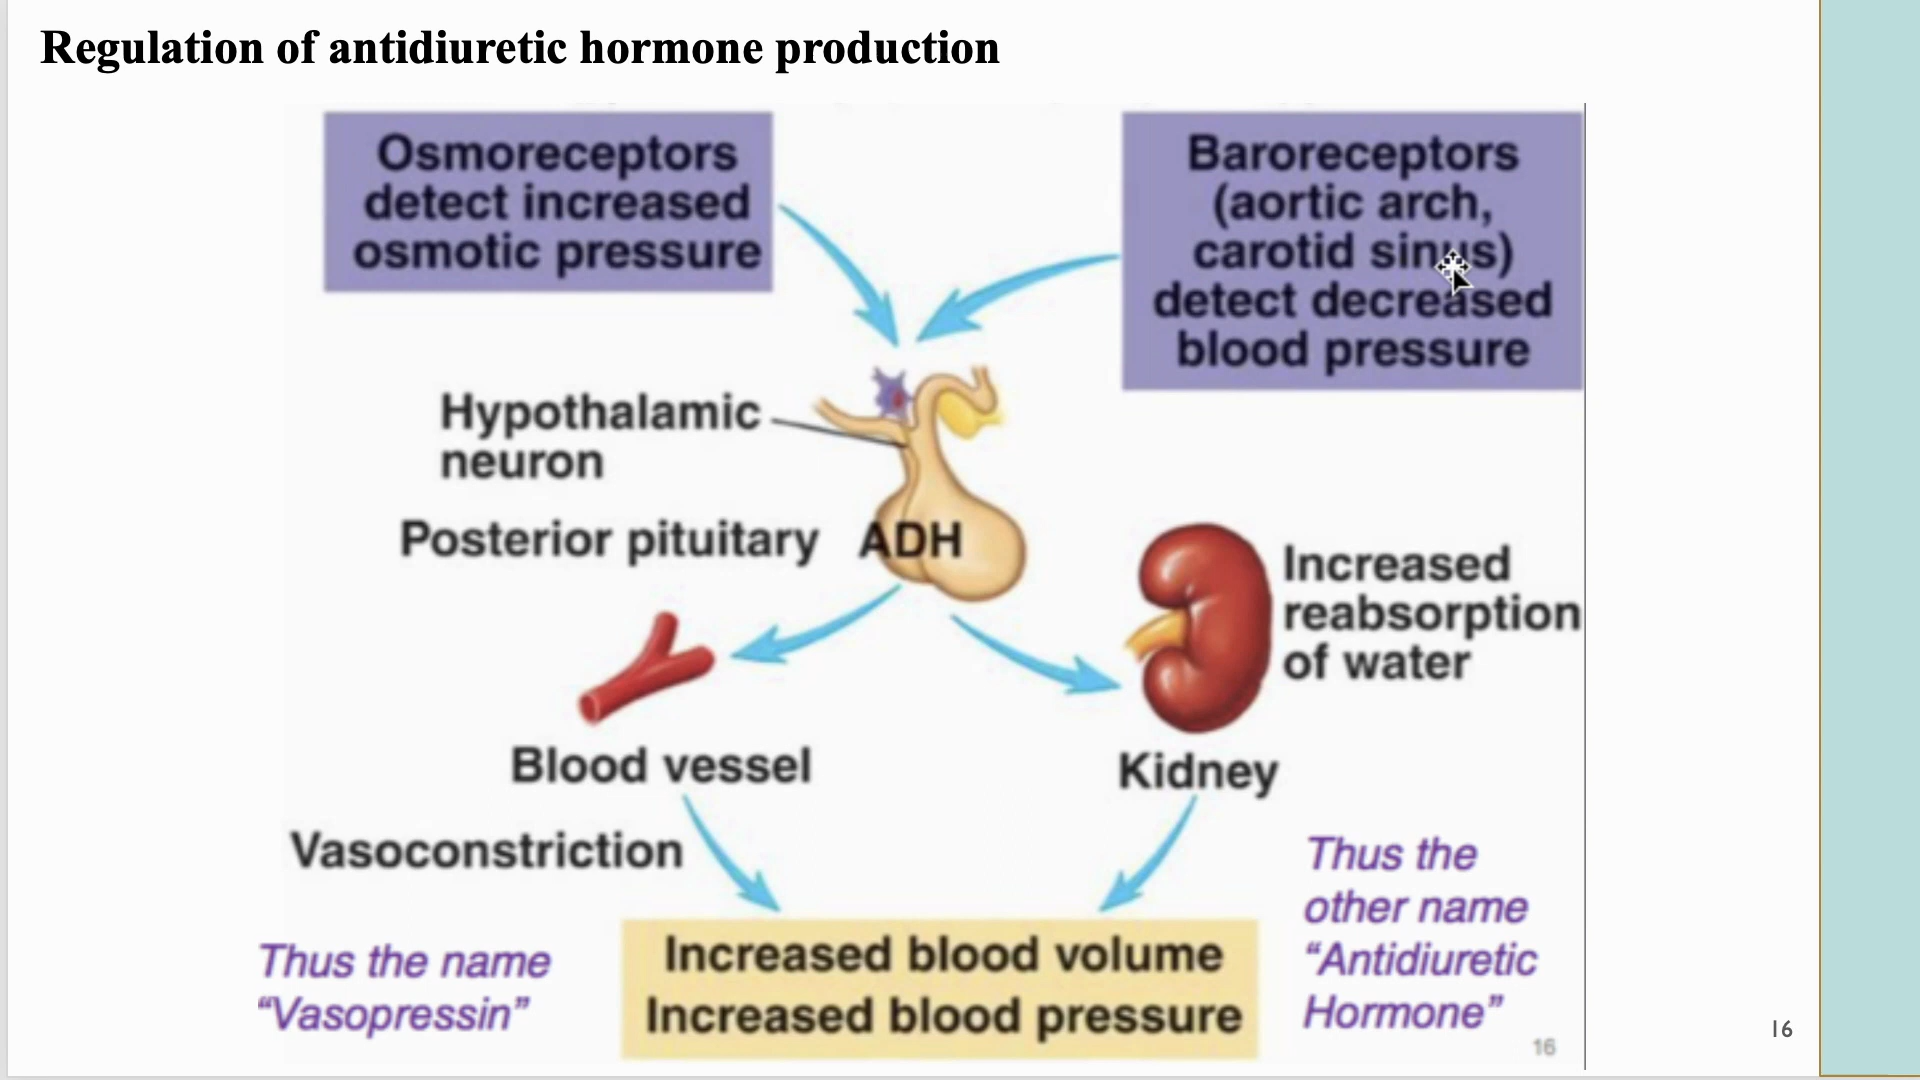 Regulation of antidiuretic hormone production
Osmoreceptors
detect increased
osmotic pressure
Baroreceptors
(aortic arch,
carotid sinus)
detect decreased
blood pressure
Hypothalamic
neuron
Posterior pituitary
ADH
Increased
reabsorption
of water
Blood vessel
Kidney
Vasoconstriction
Thus the name
“Vasopressin”
Increased blood volume
Increased blood pressure
Thus the
other name
“Antidiuretic
Hormone”
16
16